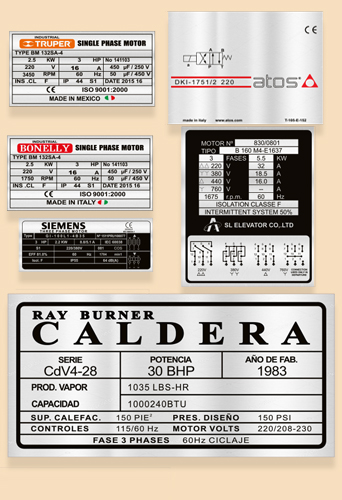 INDUSTRIAL
TRUPER SINGLE PHASE MOTOR
TYPE BM 132SA-4
2.5 KW 3 HP No 141103
220 V 16 A 450 µF / 250 V
3450 RPM 60 Hz 50 µF / 450 V
INS .CL F IP 44 S1 DATE 2015 16
ISO 9001:2000
MADE IN MEXICO
CE
DKI-1751/2 220
atos
made in Italy www.atos.com T-165-E-152
INDUSTRIAL
BONELLY SINGLE PHASE MOTOR
TYPE BM 132SA-4
2.5 KW 3 HP No 141103
220 V 16 A 450 µF / 250 V
1750 RPM 60 Hz 50 µF / 450 V
INS .CL F IP 44 S1 DATE 2015 16
ISO 9001:2000
MADE IN ITALY
MOTOR Nº 830/0801
TIPO B 160 M4-E1637
3 FASES 5.5 KW
220 V 32 A
380 V 18.5 A
440 V 16.0 A
760 V A
1675 r.p.m. 60 Hz
ISOLATION CLASSE F
INTERMITTENT SYSTEM 50%
SL ELEVATOR CO,LTD
220V 380V 440V 760V
SIEMENS
THREE PHASE MOTOR
RAY BURNER
CALDERA
SERIE POTENCIA AÑO DE FAB.
CdV4-28 30 BHP 1983
PROD. VAPOR 1035 LBS-HR
CAPACIDAD 1000240BTU
SUP. CALEFAC. 150 PIE² PRES. DISEÑO 150 PSI
CONTROLES 115/60 Hz MOTOR VOLTS 220/208-230
FASE 3 PHASES 60Hz CICLAJE